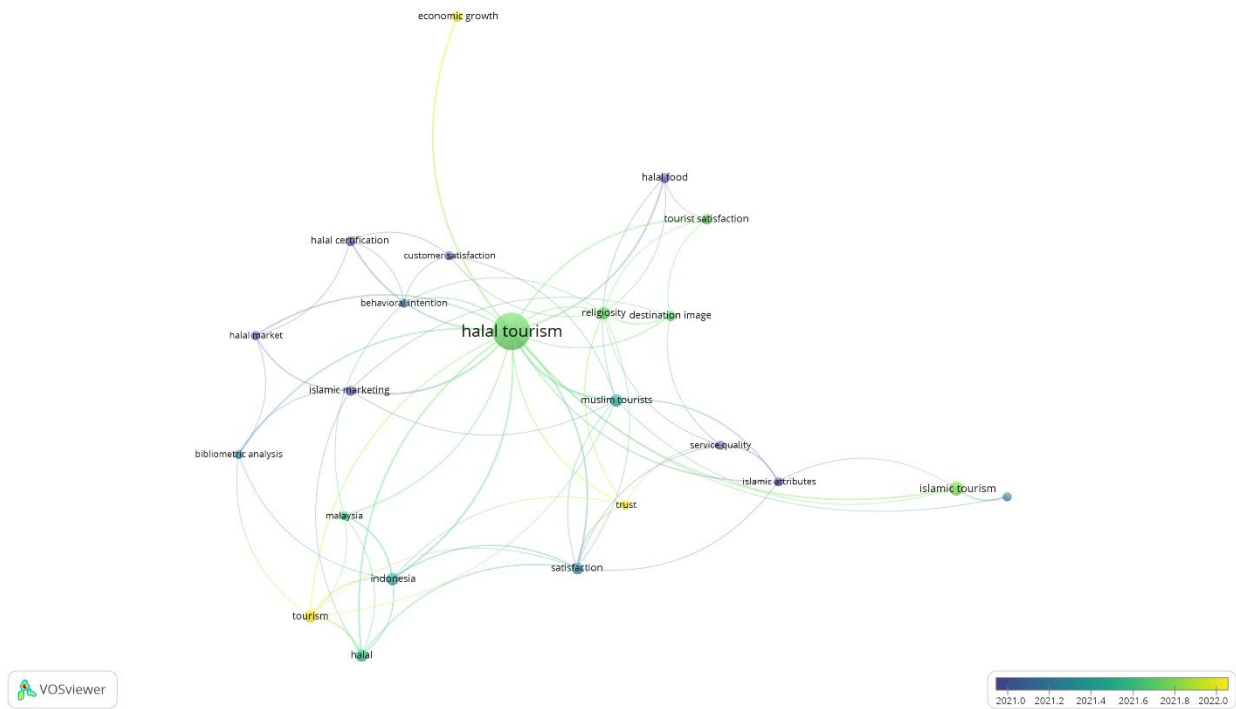 economic growth
halal food
tourist satisfaction
halal certification
customer satisfaction
behavioral intention
religiosity
destination image
halal tourism
halal market
islamic marketing
muslim tourists
service quality
bibliometric analysis
islamic attributes
islamic tourism
trust
malaysia
satisfaction
indonesia
tourism
halal
VOSviewer
2021.0 2021.2 2021.4 2021.6 2021.8 2022.0